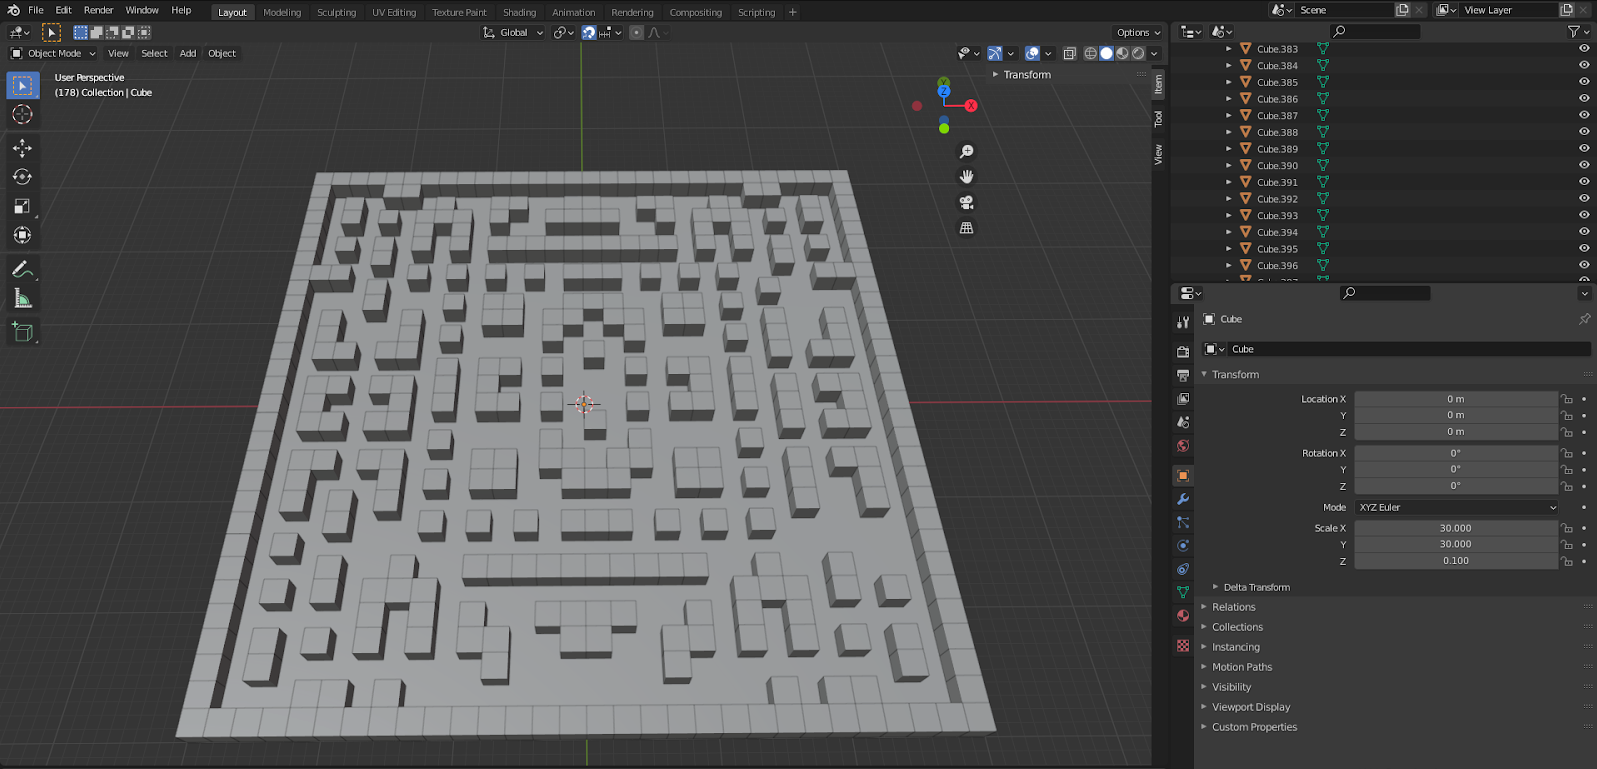 File Edit Render Window Help Layout Modeling Sculpting UV Editing Texture Paint Shading Animation Rendering Compositing Scripting + Scene View Layer
Global Options
Object Mode View Select Add Object
User Perspective
(178) Collection | Cube
Transform
Item
Tool
View
Y
Z
X
Cube.383
Cube.384
Cube.385
Cube.386
Cube.387
Cube.388
Cube.389
Cube.390
Cube.391
Cube.392
Cube.393
Cube.394
Cube.395
Cube.396
Cube
Cube
Transform
Location X 0 m
Y 0 m
Z 0 m
Rotation X 0°
Y 0°
Z 0°
Mode XYZ Euler
Scale X 30.000
Y 30.000
Z 0.100
Delta Transform
Relations
Collections
Instancing
Motion Paths
Visibility
Viewport Display
Custom Properties